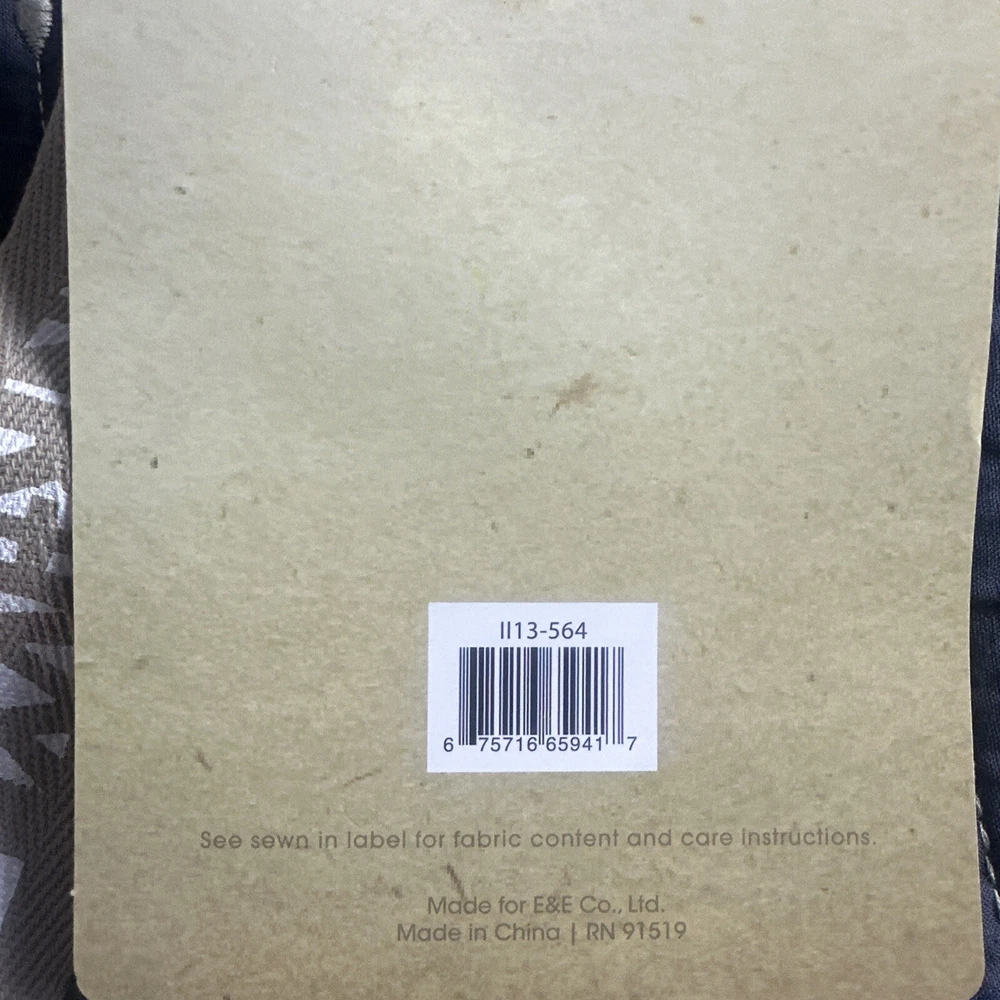 II13-564
6 75716 65941 7
See sewn in label for fabric content and care instructions.
Made for E&E Co., Ltd.
Made in China | RN 91519